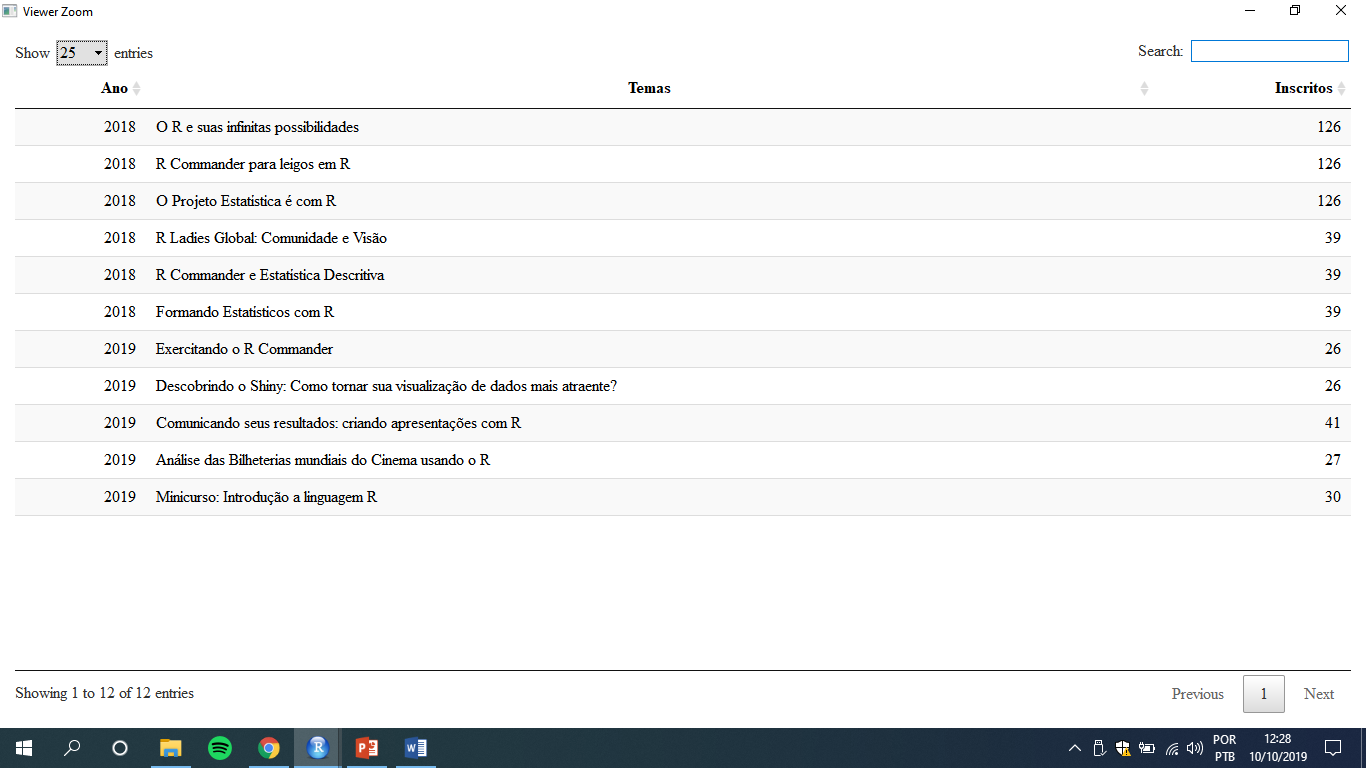 Viewer Zoom
Show 25 entries
Search:
Ano Temas Inscritos
2018 O R e suas infinitas possibilidades 126
2018 R Commander para leigos em R 126
2018 O Projeto Estatística é com R 126
2018 R Ladies Global: Comunidade e Visão 39
2018 R Commander e Estatística Descritiva 39
2018 Formando Estatísticos com R 39
2019 Exercitando o R Commander 26
2019 Descobrindo o Shiny: Como tornar sua visualização de dados mais atraente? 26
2019 Comunicando seus resultados: criando apresentações com R 41
2019 Análise das Bilheterias mundiais do Cinema usando o R 27
2019 Minicurso: Introdução a linguagem R 30
Showing 1 to 12 of 12 entries
Previous 1 Next
R
POR
PTB
12:28
10/10/2019